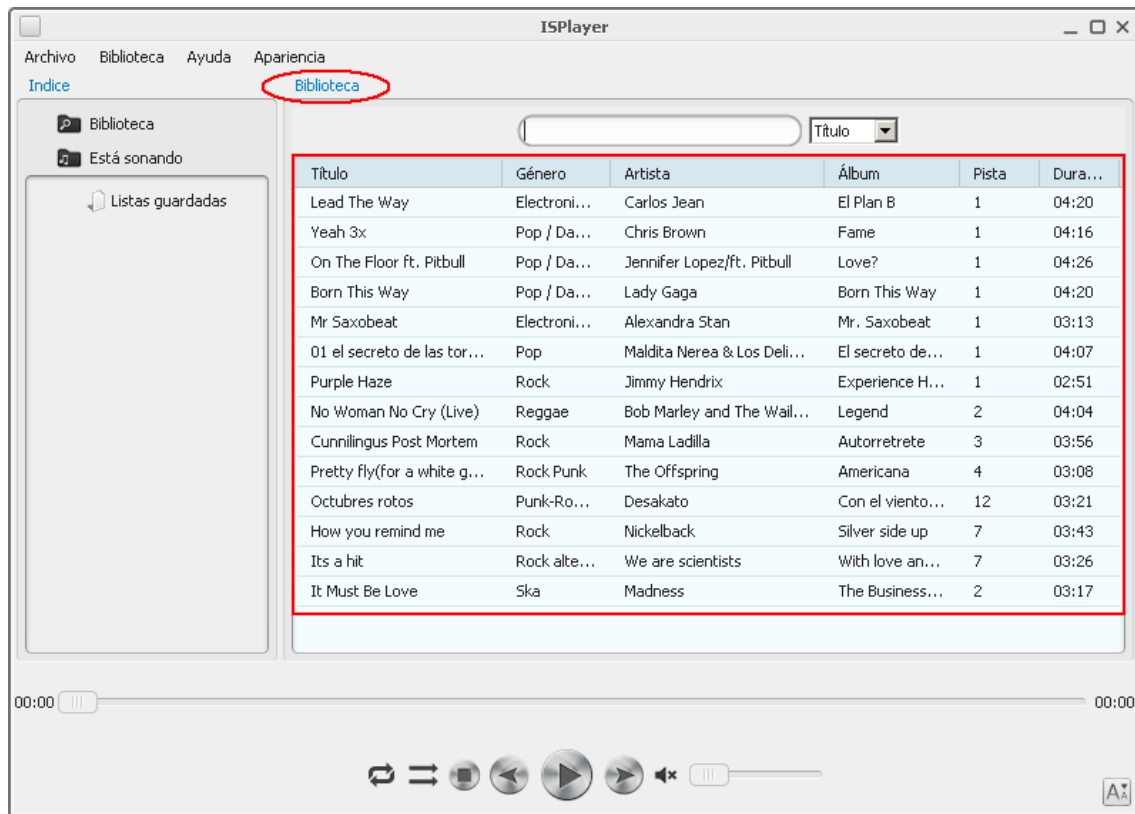 ISPlayer
Archivo Biblioteca Ayuda Apariencia
Indice Biblioteca
Biblioteca
Está sonando
Listas guardadas
Título
Título Género Artista Álbum Pista Dura...
Lead The Way Electroni... Carlos Jean El Plan B 1 04:20
Yeah 3x Pop / Da... Chris Brown Fame 1 04:16
On The Floor ft. Pitbull Pop / Da... Jennifer Lopez/ft. Pitbull Love? 1 04:26
Born This Way Pop / Da... Lady Gaga Born This Way 1 04:20
Mr Saxobeat Electroni... Alexandra Stan Mr. Saxobeat 1 03:13
01 el secreto de las tor... Pop Maldita Nerea & Los Deli... El secreto de... 1 04:07
Purple Haze Rock Jimmy Hendrix Experience H... 1 02:51
No Woman No Cry (Live) Reggae Bob Marley and The Wail... Legend 2 04:04
Cunnilingus Post Mortem Rock Mama Ladilla Autorretrete 3 03:56
Pretty fly(for a white g... Rock Punk The Offspring Americana 4 03:08
Octubres rotos Punk-Ro... Desakato Con el viento... 12 03:21
How you remind me Rock Nickelback Silver side up 7 03:43
Its a hit Rock alte... We are scientists With love an... 7 03:26
It Must Be Love Ska Madness The Business... 2 03:17
00:00 00:00